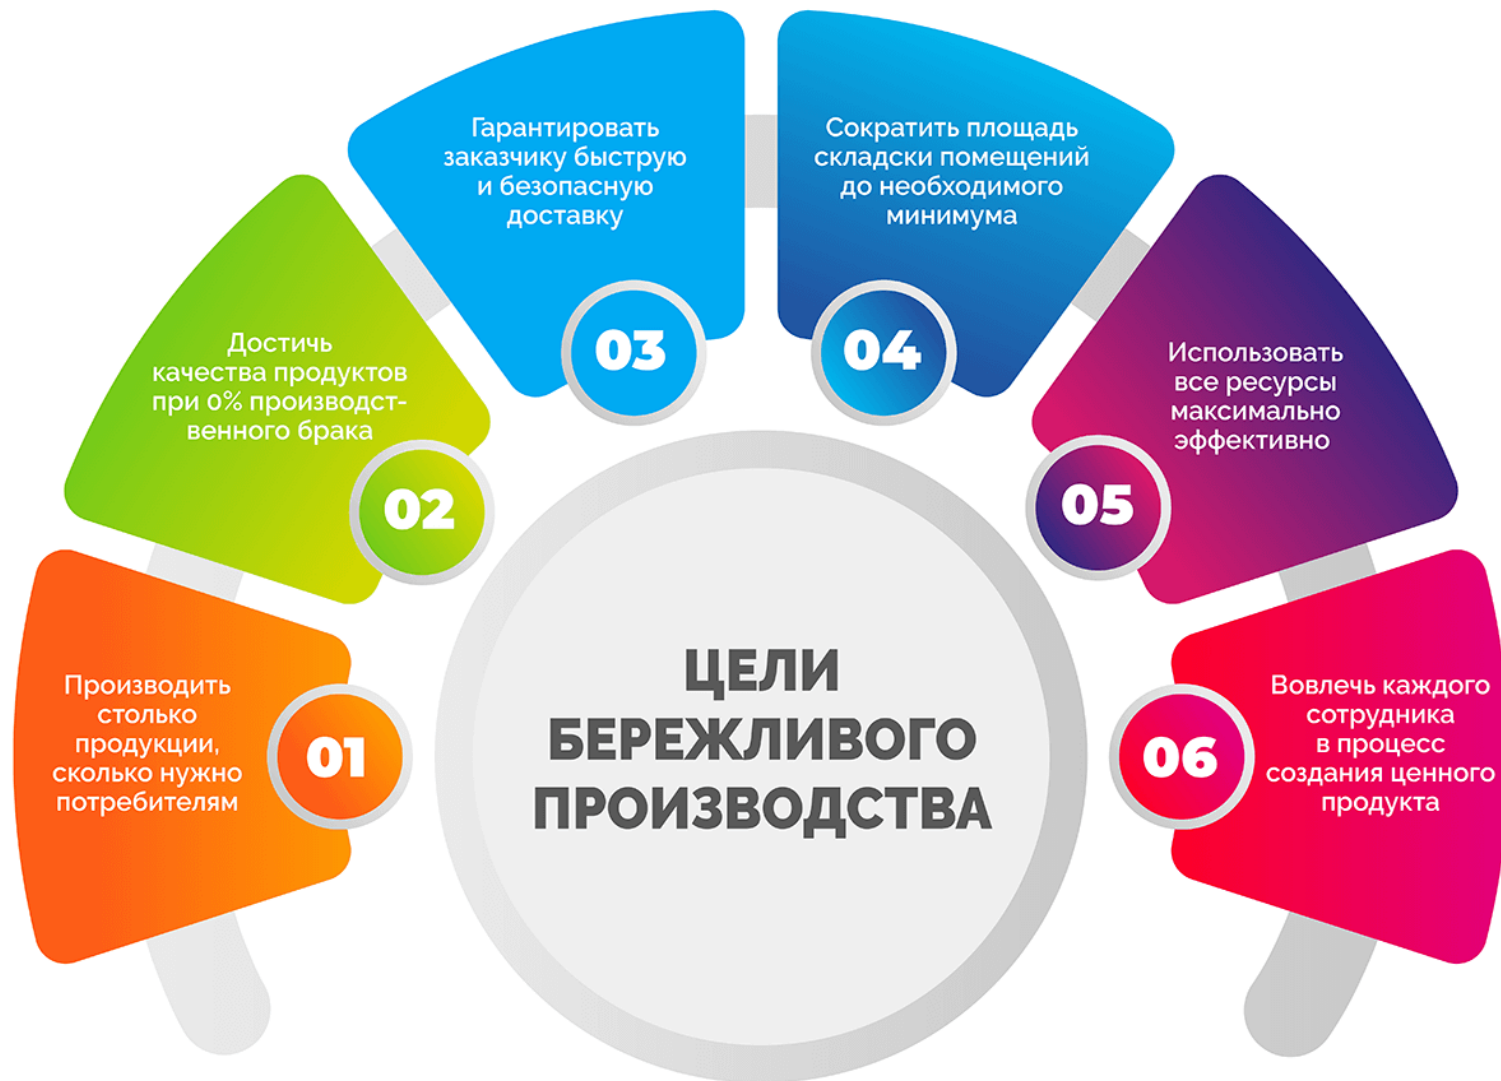 ЦЕЛИ
БЕРЕЖЛИВОГО
ПРОИЗВОДСТВА
01
Производить
столько
продукции,
сколько нужно
потребителям
02
Достичь
качества продуктов
при 0% производст-
венного брака
03
Гарантировать
заказчику быструю
и безопасную
доставку
04
Сократить площадь
складски помещений
до необходимого
минимума
05
Использовать
все ресурсы
максимально
эффективно
06
Вовлечь каждого
сотрудника
в процесс
создания ценного
продукта